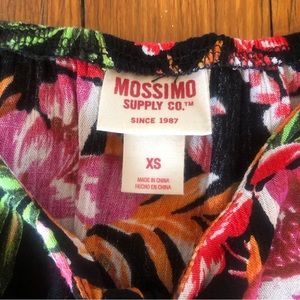 MOSSIMO
SUPPLY CO.™
SINCE 1987
XS
MADE IN CHINA
HECHO EN CHINA